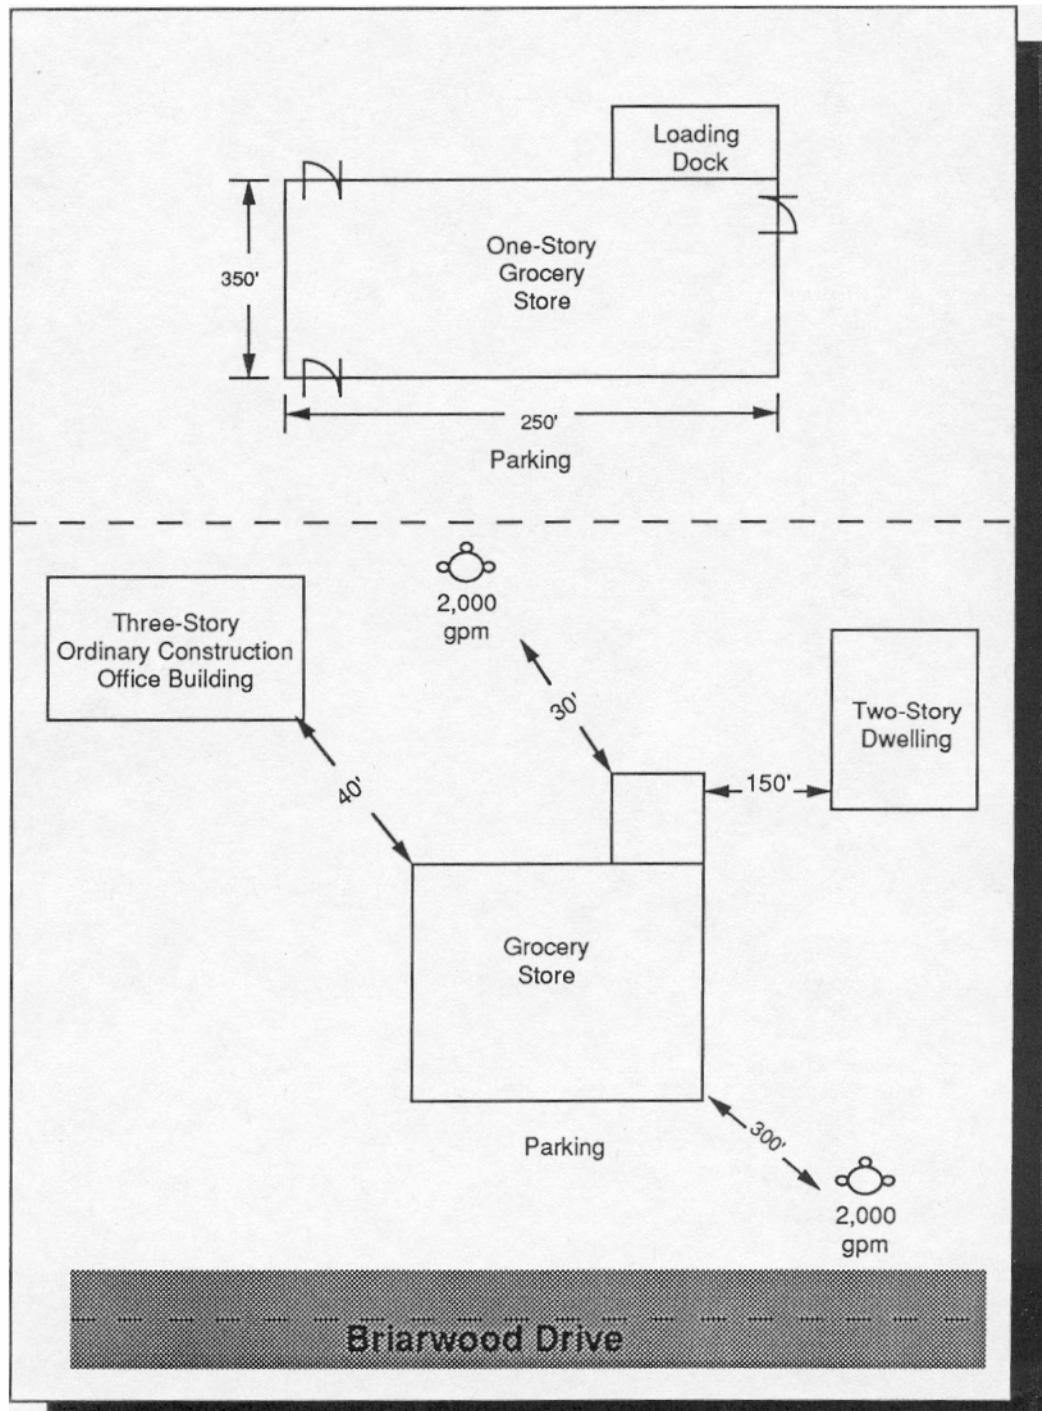 Loading
Dock
One-Story
Grocery
Store
350'
250'
Parking
2,000
gpm
Three-Story
Ordinary Construction
Office Building
30'
Two-Story
Dwelling
40'
150'
Grocery
Store
Parking
300'
2,000
gpm
Briarwood Drive